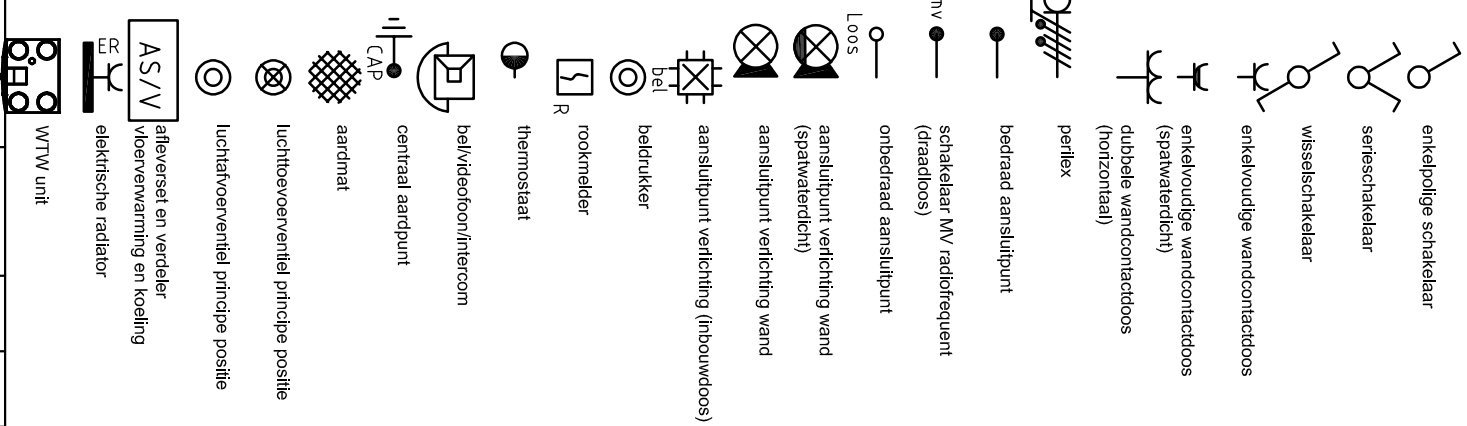 enkelpolige schakelaar
serieschakelaar
wisselschakelaar
enkelvoudige wandcontactdoos
enkelvoudige wandcontactdoos
(spatwaterdicht)
dubbele wandcontactdoos
(horizontaal)
perilex
bedraad aansluitpunt
mv
schakelaar MV radiofrequent
(draadloos)
Loos
onbedraad aansluitpunt
aansluitpunt verlichting wand
(spatwaterdicht)
aansluitpunt verlichting wand
aansluitpunt verlichting (inbouwdoos)
bel
beldrukker
R
rookmelder
thermostaat
bel/videofoon/intercom
CAP
centraal aardpunt
aardmat
luchttoevoerventiel principe positie
luchtafvoerventiel principe positie
AS/V
afleverset en verdeler
vloerverwarming en koeling
ER
elektrische radiator
WTW unit